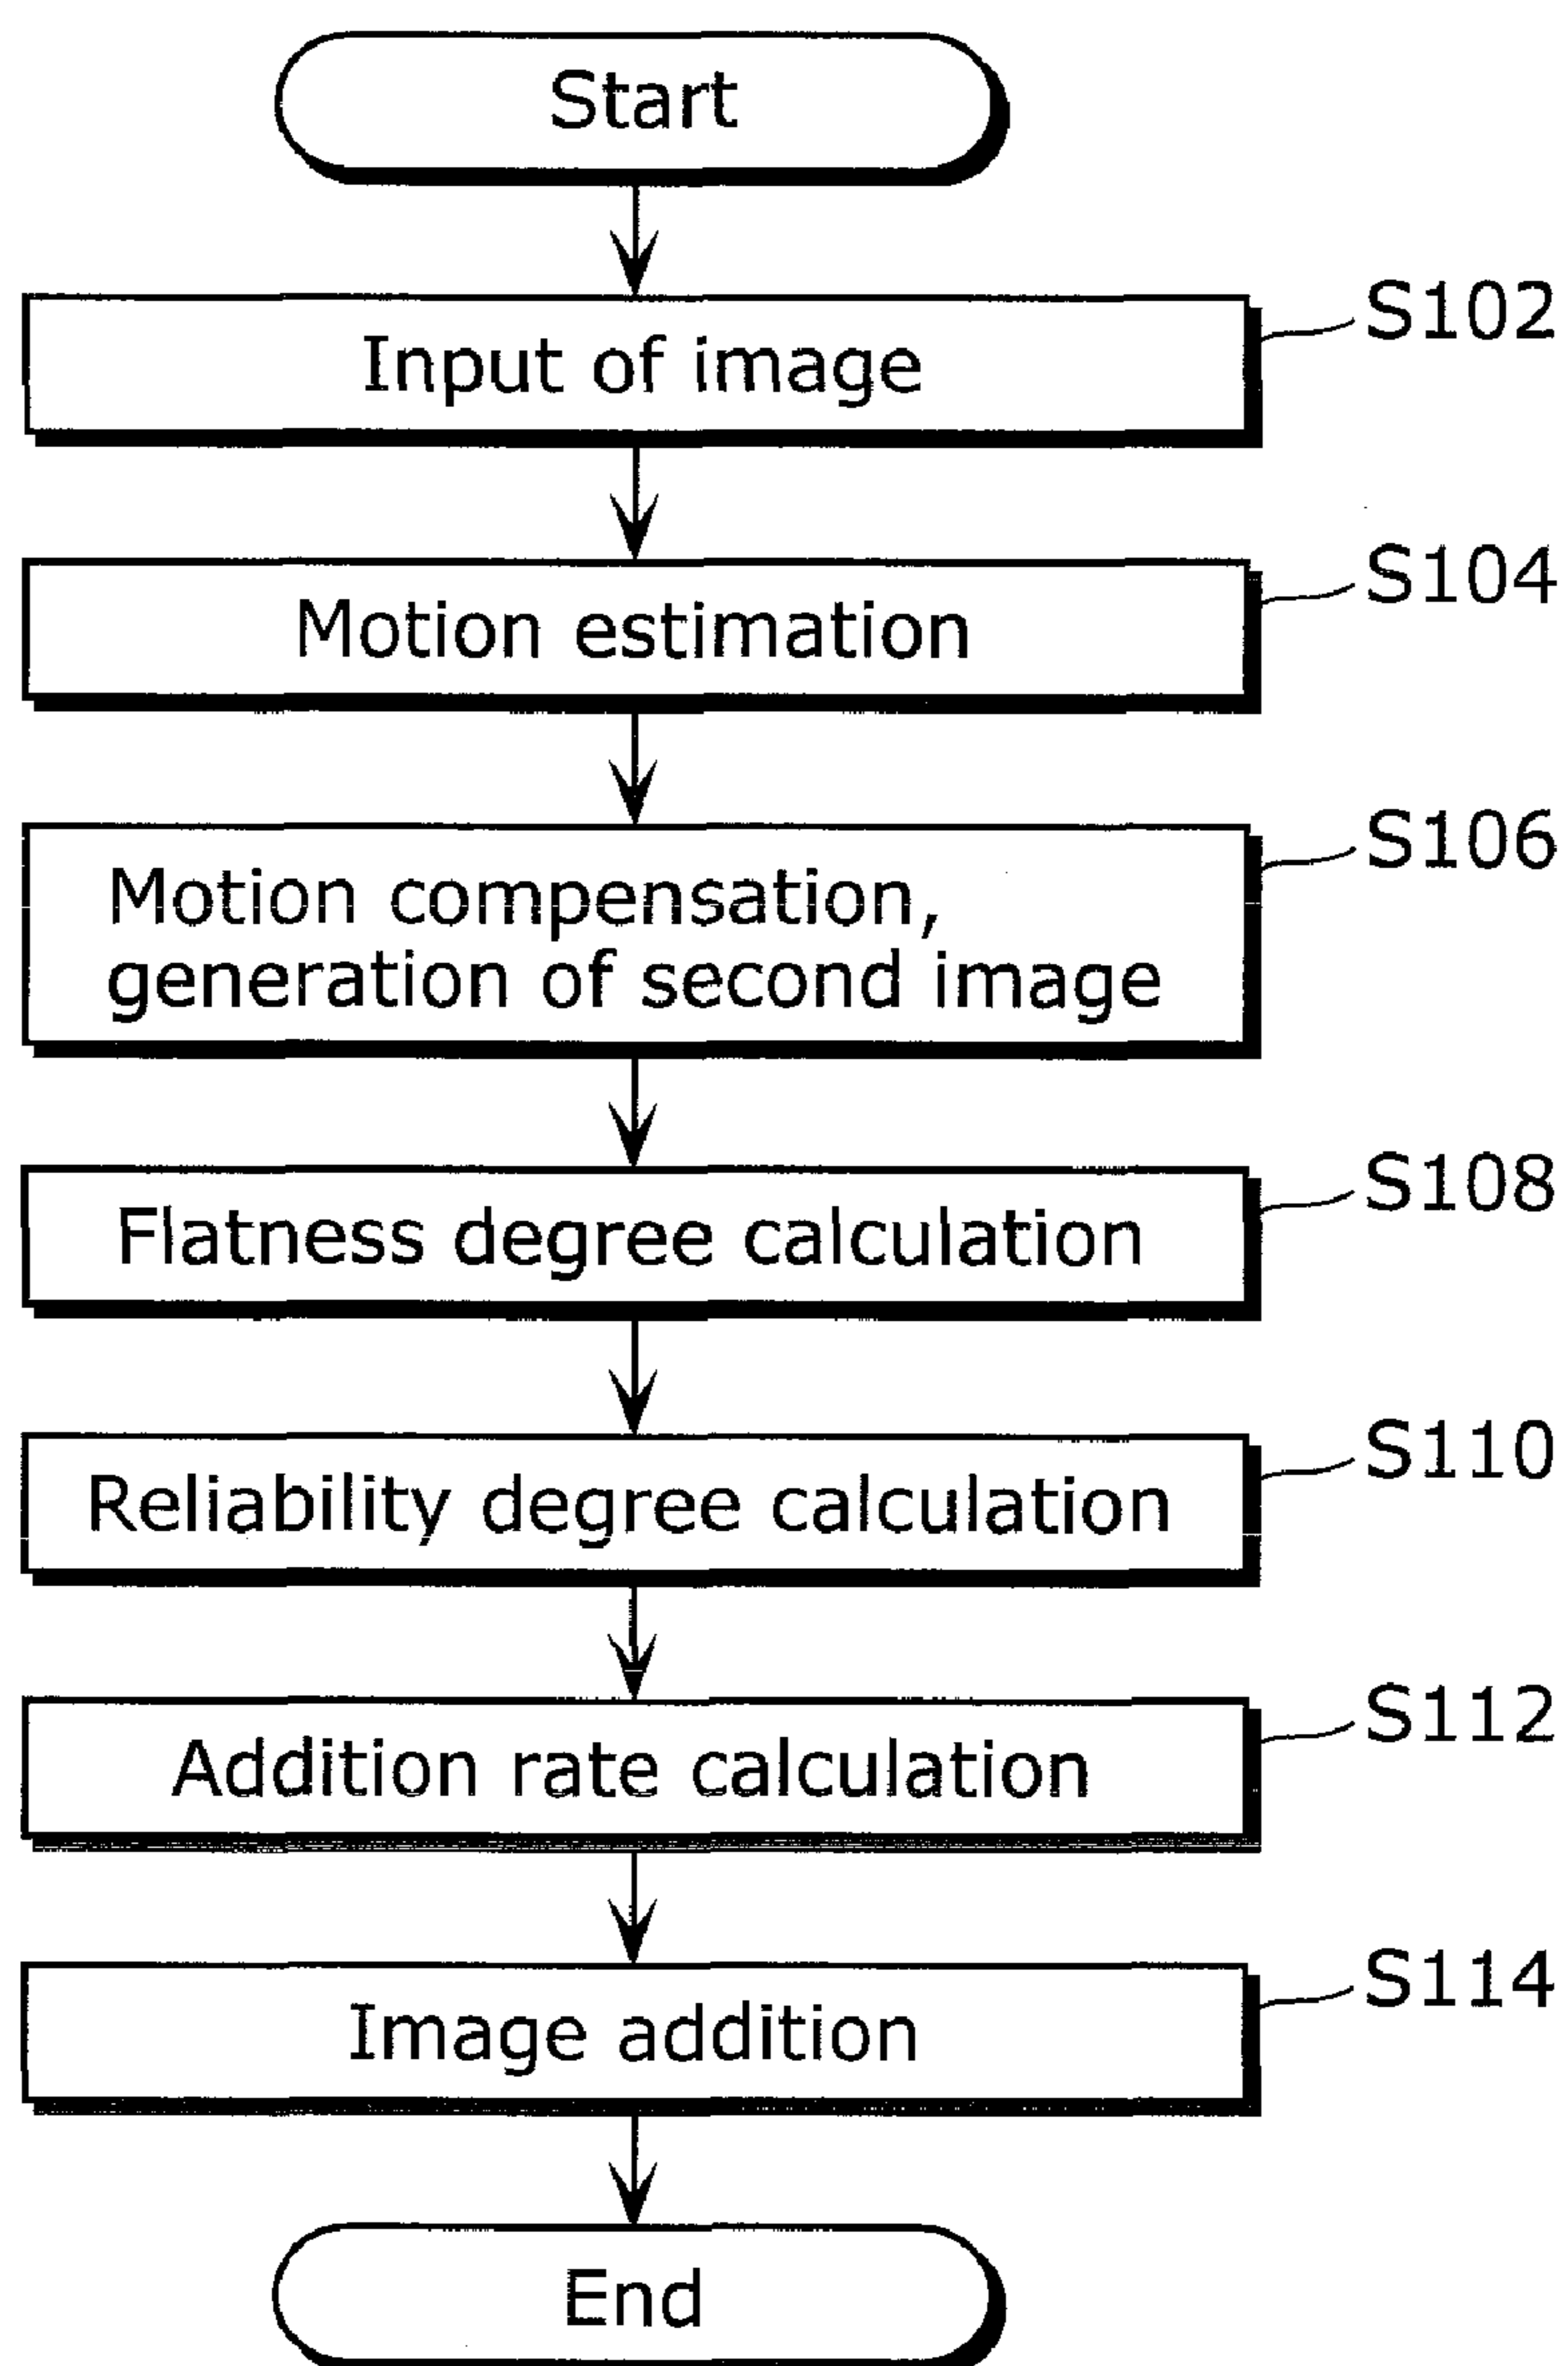 Start
Input of image
S102
Motion estimation
S104
Motion compensation,
generation of second image
S106
Flatness degree calculation
S108
Reliability degree calculation
S110
Addition rate calculation
S112
Image addition
S114
End